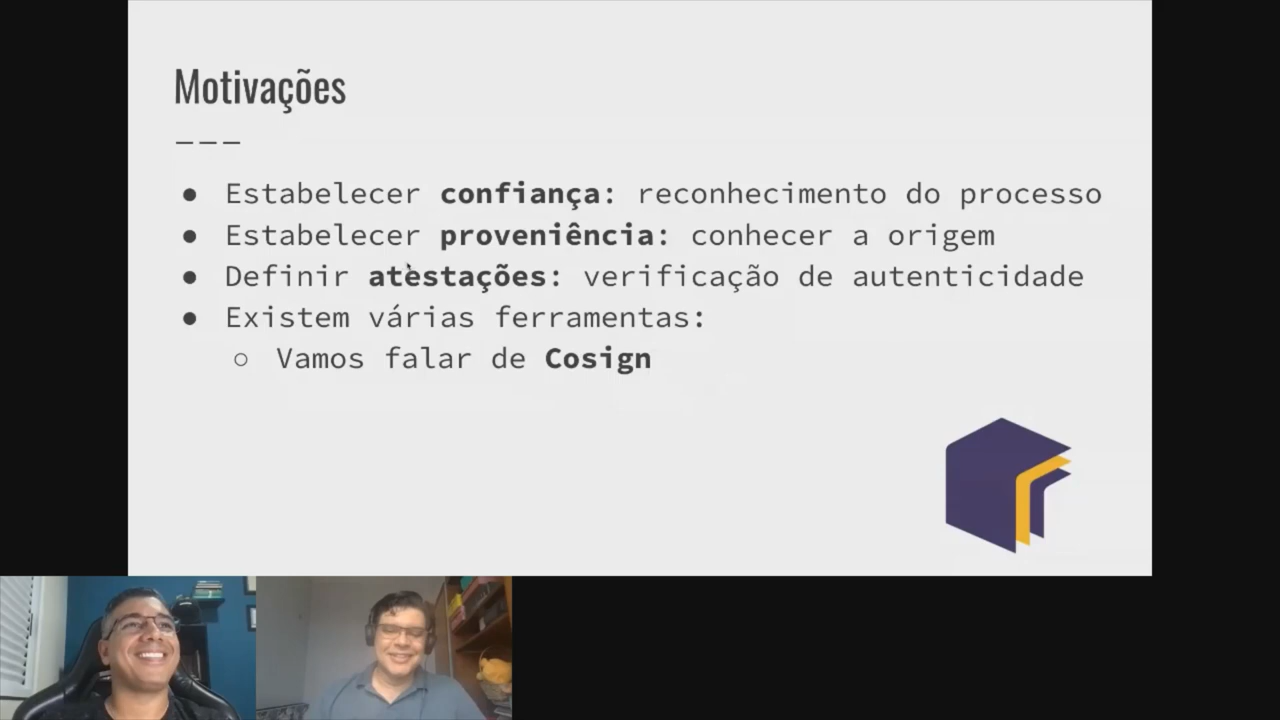 Motivações
---
● Estabelecer confiança: reconhecimento do processo
● Estabelecer proveniência: conhecer a origem
● Definir atestações: verificação de autenticidade
● Existem várias ferramentas:
○ Vamos falar de Cosign